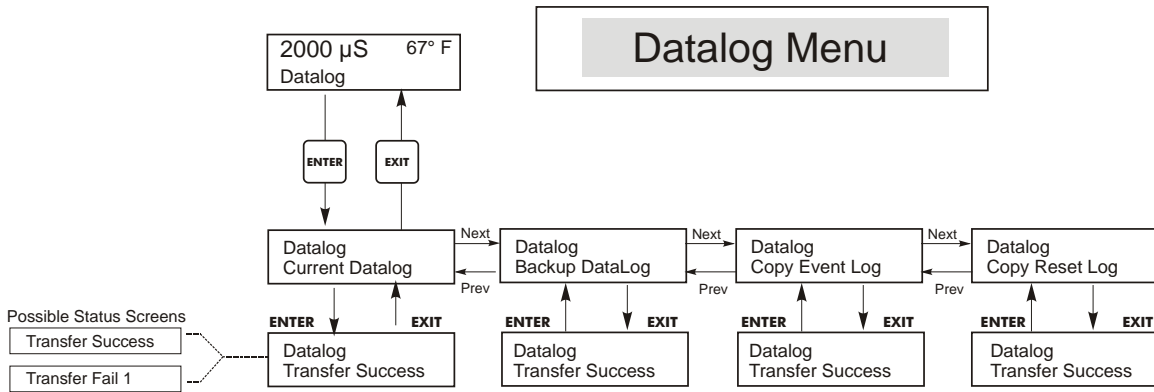 Datalog Menu
2000 µS 67° F
Datalog
ENTER EXIT
Datalog
Current Datalog
Next
Prev
Datalog
Backup DataLog
Next
Prev
Datalog
Copy Event Log
Next
Prev
Datalog
Copy Reset Log
Possible Status Screens
Transfer Success
Transfer Fail 1
ENTER EXIT
Datalog
Transfer Success
ENTER EXIT
Datalog
Transfer Success
ENTER EXIT
Datalog
Transfer Success
ENTER EXIT
Datalog
Transfer Success